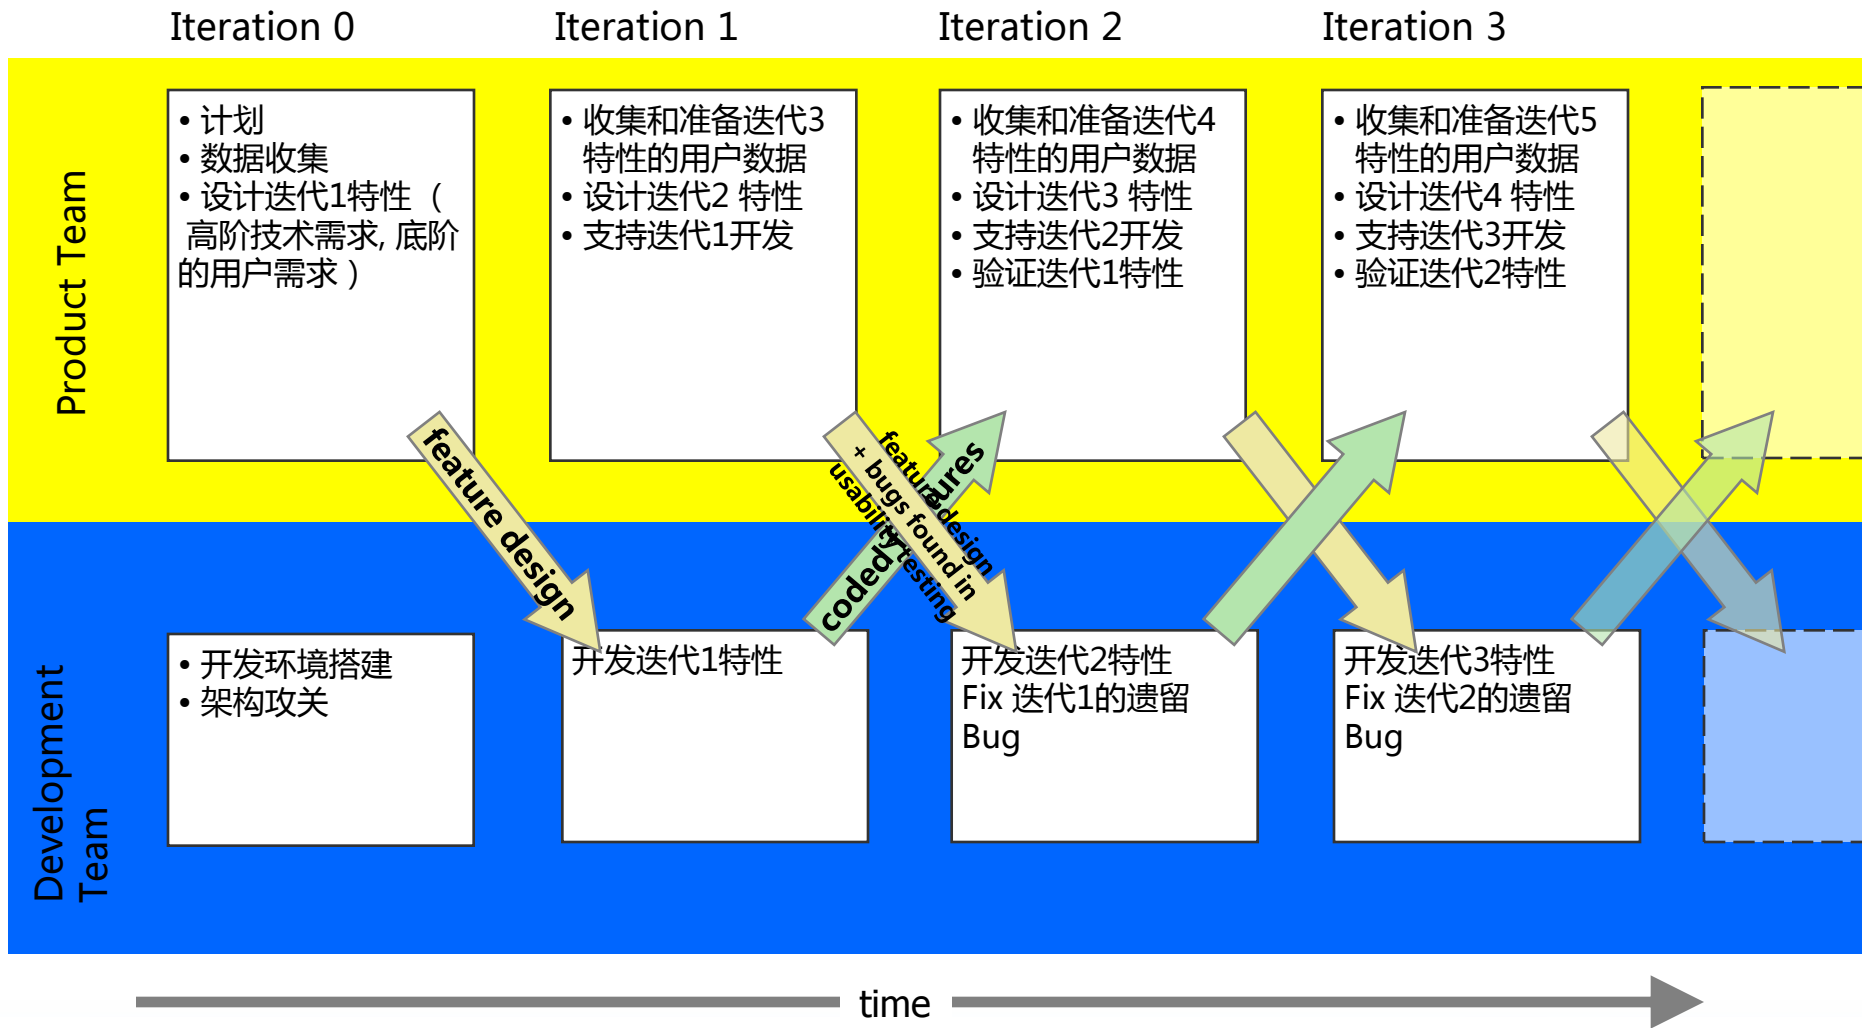 Iteration 0
Iteration 1
Iteration 2
Iteration 3
Product Team
• 计划
• 数据收集
• 设计迭代1特性（
高阶技术需求, 底阶
的用户需求）
• 收集和准备迭代3
特性的用户数据
• 设计迭代2 特性
• 支持迭代1开发
• 收集和准备迭代4
特性的用户数据
• 设计迭代3 特性
• 支持迭代2开发
• 验证迭代1特性
• 收集和准备迭代5
特性的用户数据
• 设计迭代4 特性
• 支持迭代3开发
• 验证迭代2特性
feature design
feature design
+ bugs found in
usability testing
coded
Development
Team
• 开发环境搭建
• 架构攻关
开发迭代1特性
开发迭代2特性
Fix 迭代1的遗留
Bug
开发迭代3特性
Fix 迭代2的遗留
Bug
time